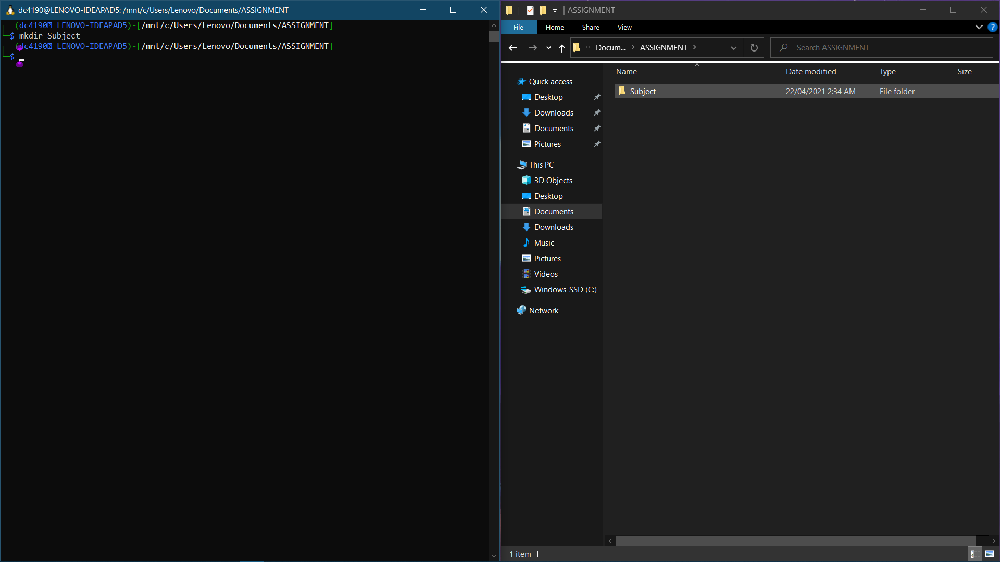 dc4190@LENOVO-IDEAPAD5: /mnt/c/Users/Lenovo/Documents/ASSIGNMENT
(dc4190 LENOVO-IDEAPAD5)-[/mnt/c/Users/Lenovo/Documents/ASSIGNMENT]
$ mkdir Subject
(dc4190 LENOVO-IDEAPAD5)-[/mnt/c/Users/Lenovo/Documents/ASSIGNMENT]
$
ASSIGNMENT
File Home Share View
Docum... ASSIGNMENT
Search ASSIGNMENT
Name Date modified Type Size
Subject 22/04/2021 2:34 AM File folder
Quick access
Desktop
Downloads
Documents
Pictures
This PC
3D Objects
Desktop
Documents
Downloads
Music
Pictures
Videos
Windows-SSD (C:)
Network
1 item